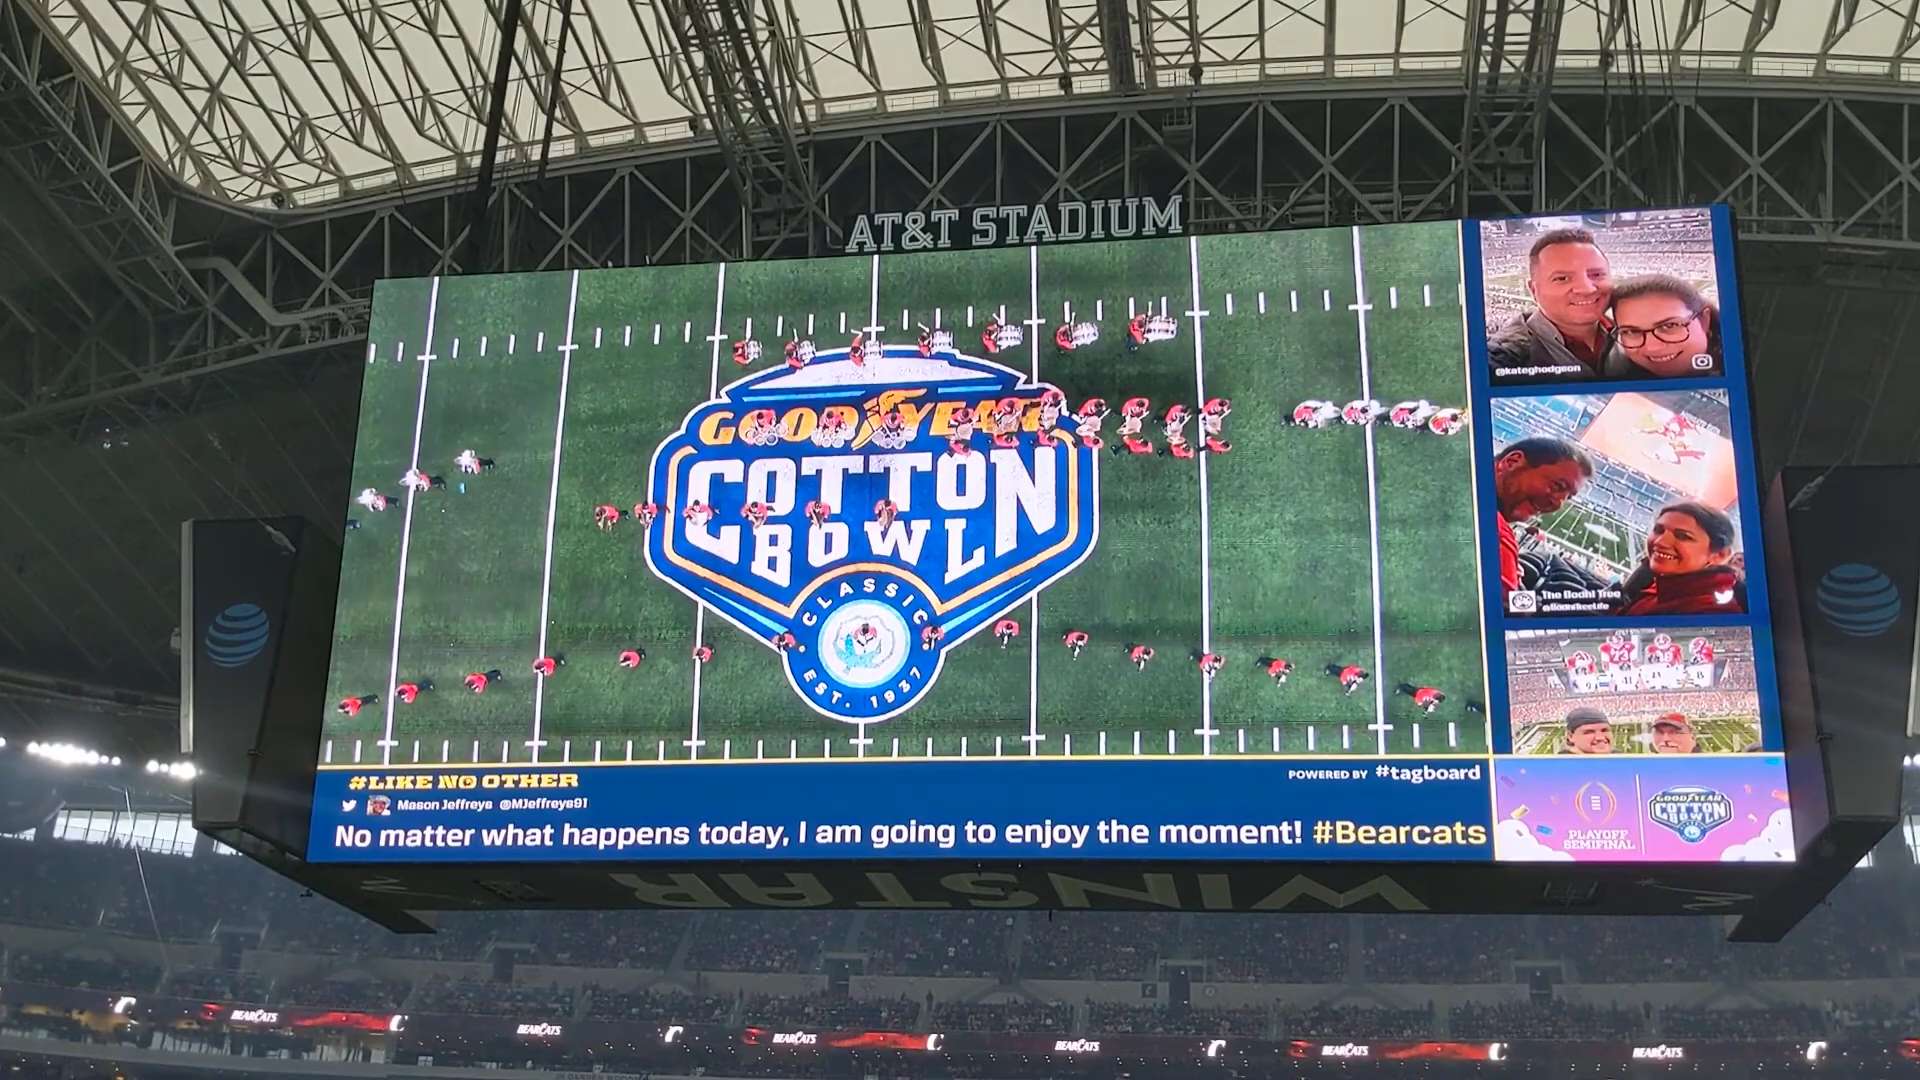 AT&T STADIUM
GOODYEAR
COTTON
BOWL
CLASSIC
EST. 1937
@kateghodgson
The Bodhi Tree
@BodhiTreeLife
#LIKE NO OTHER
POWERED BY #tagboard
Mason Jeffreys @MJeffreys91
No matter what happens today, I am going to enjoy the moment! #Bearcats
PLAYOFF
SEMIFINAL
GOODYEAR
COTTON
BOWL
WINSTAR
BEARCATS
BEARCATS
BEARCATS
BEARCATS
BEARCATS
BEARCATS